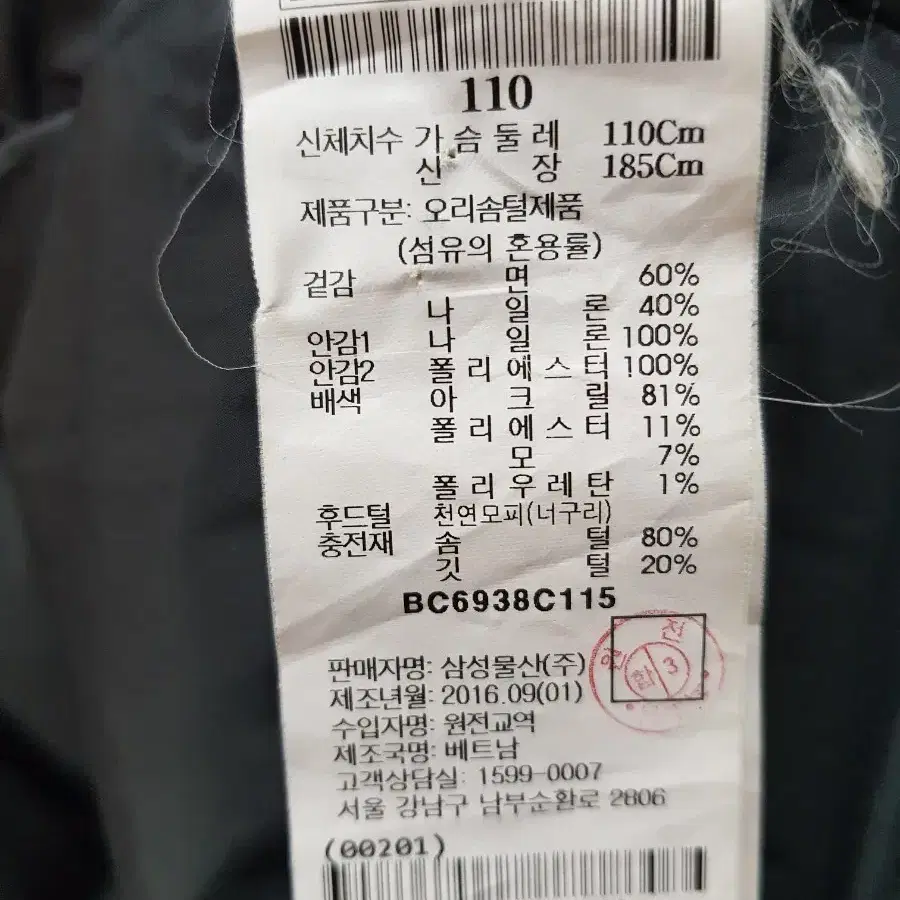 110
신체치수 가 슴 둘 레 110Cm
신 장 185Cm
제품구분: 오리솜털제품
(섬유의 혼용률)
겉감 면 60%
나 일 론 40%
안감1 나 일 론 100%
안감2 폴 리 에 스 터 100%
배색 아 크 릴 81%
폴 리 에 스 터 11%
모 7%
폴 리 우 레 탄 1%
후드털 천연모피(너구리)
충전재 솜 털 80%
깃 털 20%
BC6938C115
판매자명: 삼성물산(주)
제조년월: 2016.09(01)
수입자명: 원전교역
제조국명: 베트남
고객상담실: 1599-0007
서울 강남구 남부순환로 2806
(00201)
원 전
합 3